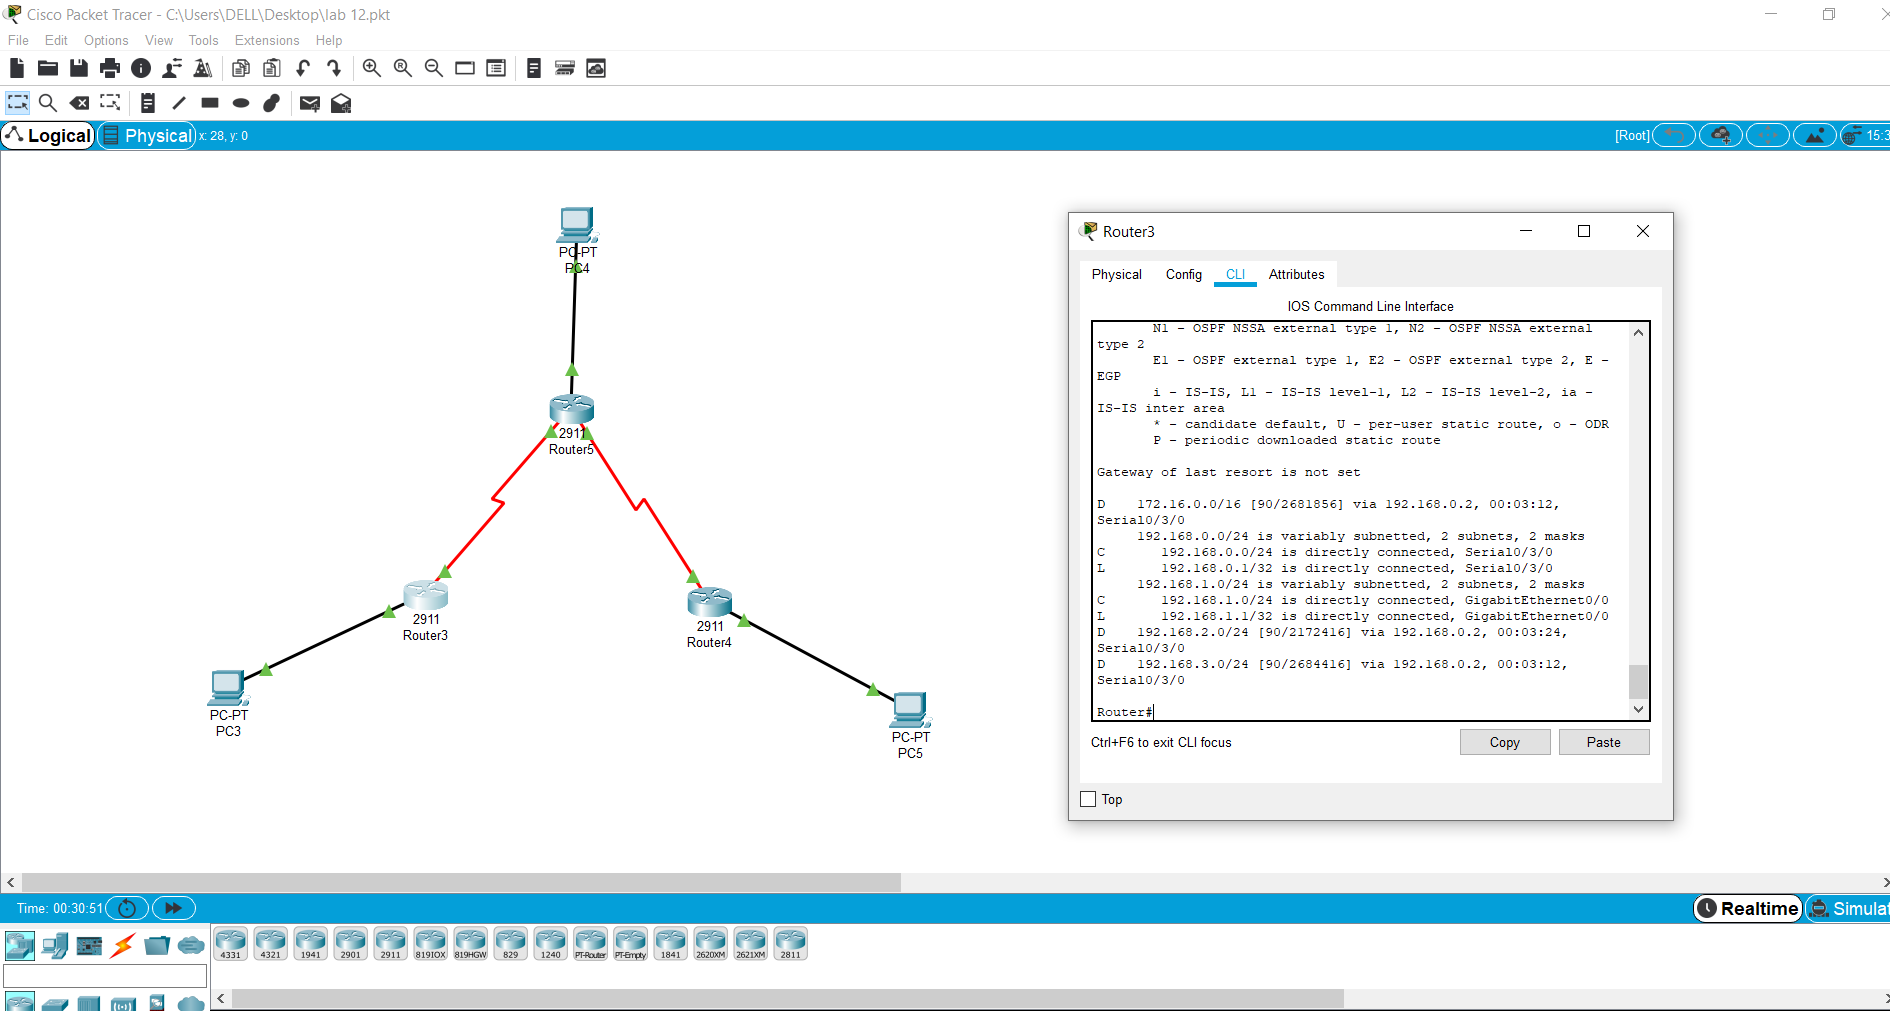 Cisco Packet Tracer - C:\Users\DELL\Desktop\lab 12.pkt
File Edit Options View Tools Extensions Help
Logical Physical x: 28, y: 0 [Root] 15:3
PC-PT
PC4
2911
Router5
2911
Router3
2911
Router4
PC-PT
PC3
PC-PT
PC5
Router3
Physical Config CLI Attributes
IOS Command Line Interface
N1 - OSPF NSSA external type 1, N2 - OSPF NSSA external
type 2
E1 - OSPF external type 1, E2 - OSPF external type 2, E -
EGP
i - IS-IS, L1 - IS-IS level-1, L2 - IS-IS level-2, ia -
IS-IS inter area
* - candidate default, U - per-user static route, o - ODR
P - periodic downloaded static route
Gateway of last resort is not set
D 172.16.0.0/16 [90/2681856] via 192.168.0.2, 00:03:12,
Serial0/3/0
192.168.0.0/24 is variably subnetted, 2 subnets, 2 masks
C 192.168.0.0/24 is directly connected, Serial0/3/0
L 192.168.0.1/32 is directly connected, Serial0/3/0
192.168.1.0/24 is variably subnetted, 2 subnets, 2 masks
C 192.168.1.0/24 is directly connected, GigabitEthernet0/0
L 192.168.1.1/32 is directly connected, GigabitEthernet0/0
D 192.168.2.0/24 [90/2172416] via 192.168.0.2, 00:03:24,
Serial0/3/0
D 192.168.3.0/24 [90/2684416] via 192.168.0.2, 00:03:12,
Serial0/3/0
Router#
Ctrl+F6 to exit CLI focus Copy Paste
Top
Time: 00:30:51 Realtime Simulat
4331 4321 1941 2901 2911 819IOX 819HGW 829 1240 PT-Router PT-Empty 1841 2620XM 2621XM 2811